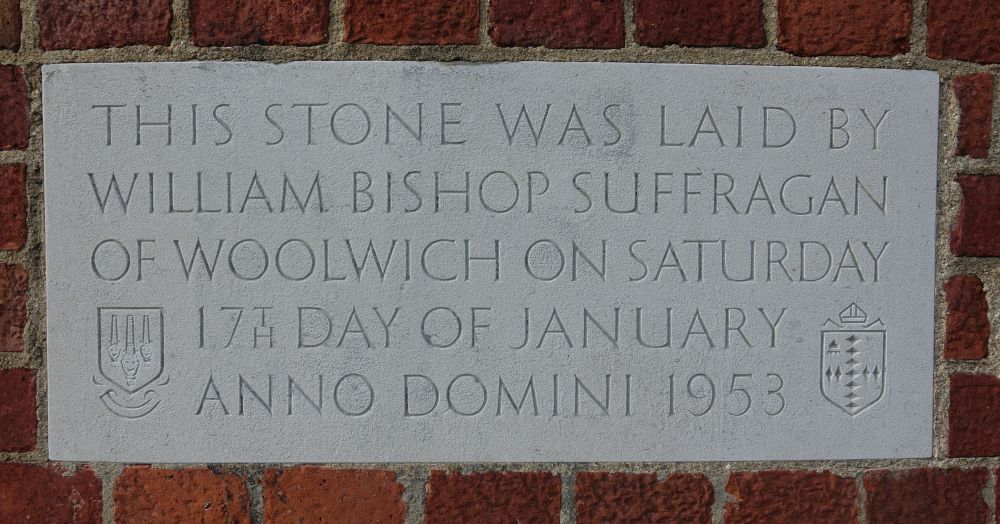 THIS STONE WAS LAID BY
WILLIAM BISHOP SUFFRAGAN
OF WOOLWICH ON SATURDAY
17TH DAY OF JANUARY
ANNO DOMINI 1953